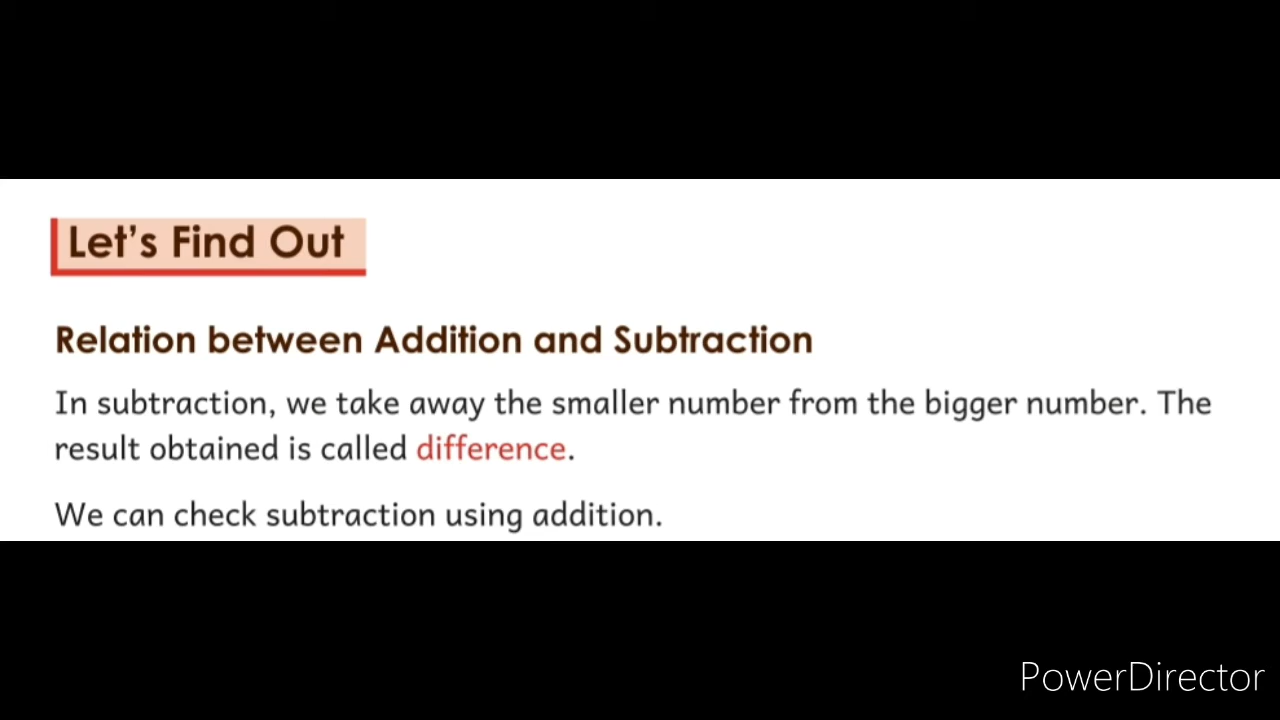 Let's Find Out
Relation between Addition and Subtraction
In subtraction, we take away the smaller number from the bigger number. The
result obtained is called difference.
We can check subtraction using addition.
PowerDirector